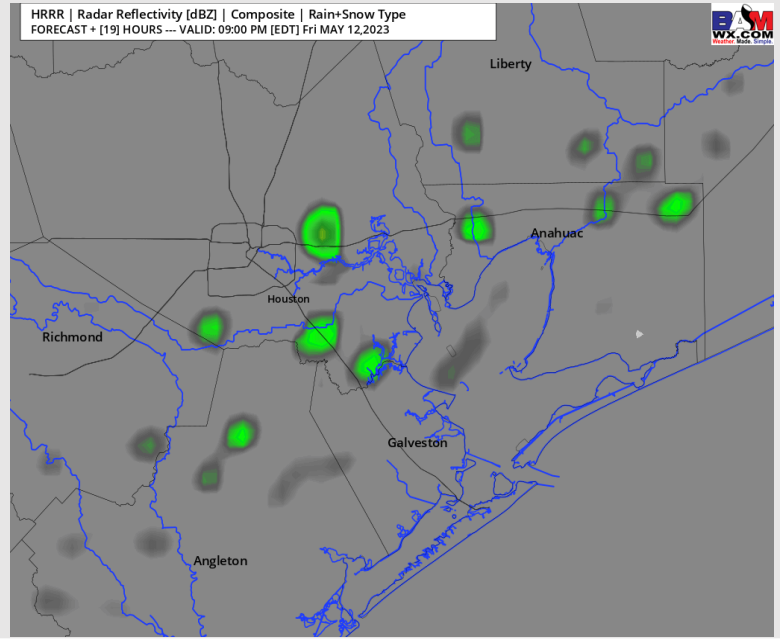 HRRR | Radar Reflectivity [dBZ] | Composite | Rain+Snow Type
FORECAST + [19] HOURS --- VALID: 09:00 PM [EDT] Fri MAY 12,2023
BAM
WX.COM
Weather. Made. Simple.
Liberty
Anahuac
Houston
Richmond
Galveston
Angleton